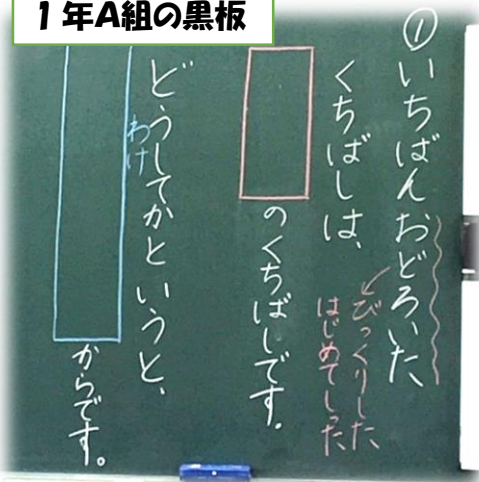 1年A組の黒板
①いちばんおどろいた、
びっくりした、
はじめてしった、
くちばしは、
のくちばしです。
どうしてかというと、
わけ
からです。